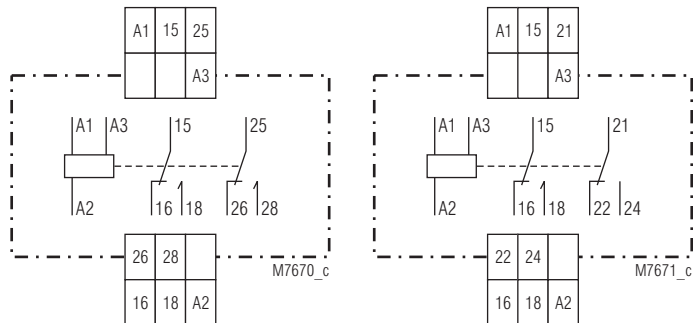 A1 15 25
A3
A1 A3 15 25
A2 16 18 26 28
26 28
16 18 A2
M7670_c
A1 15 21
A3
A1 A3 15 21
A2 16 18 22 24
22 24
16 18 A2
M7671_c